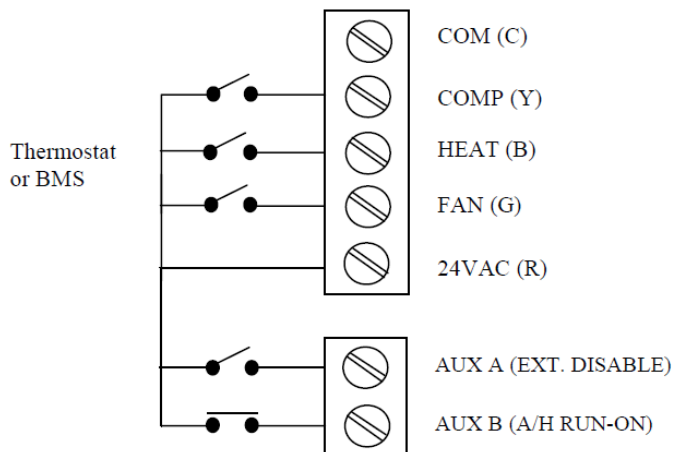 COM (C)
COMP (Y)
Thermostat
or BMS
HEAT (B)
FAN (G)
24VAC (R)
AUX A (EXT. DISABLE)
AUX B (A/H RUN-ON)